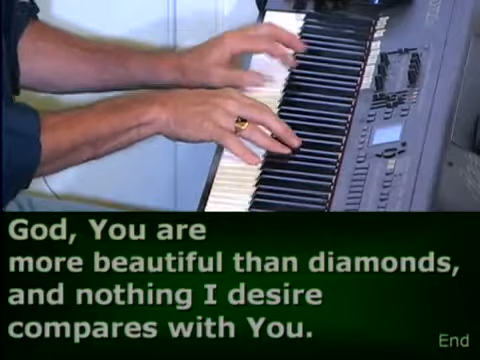 God, You are
more beautiful than diamonds,
and nothing I desire
compares with You.
End